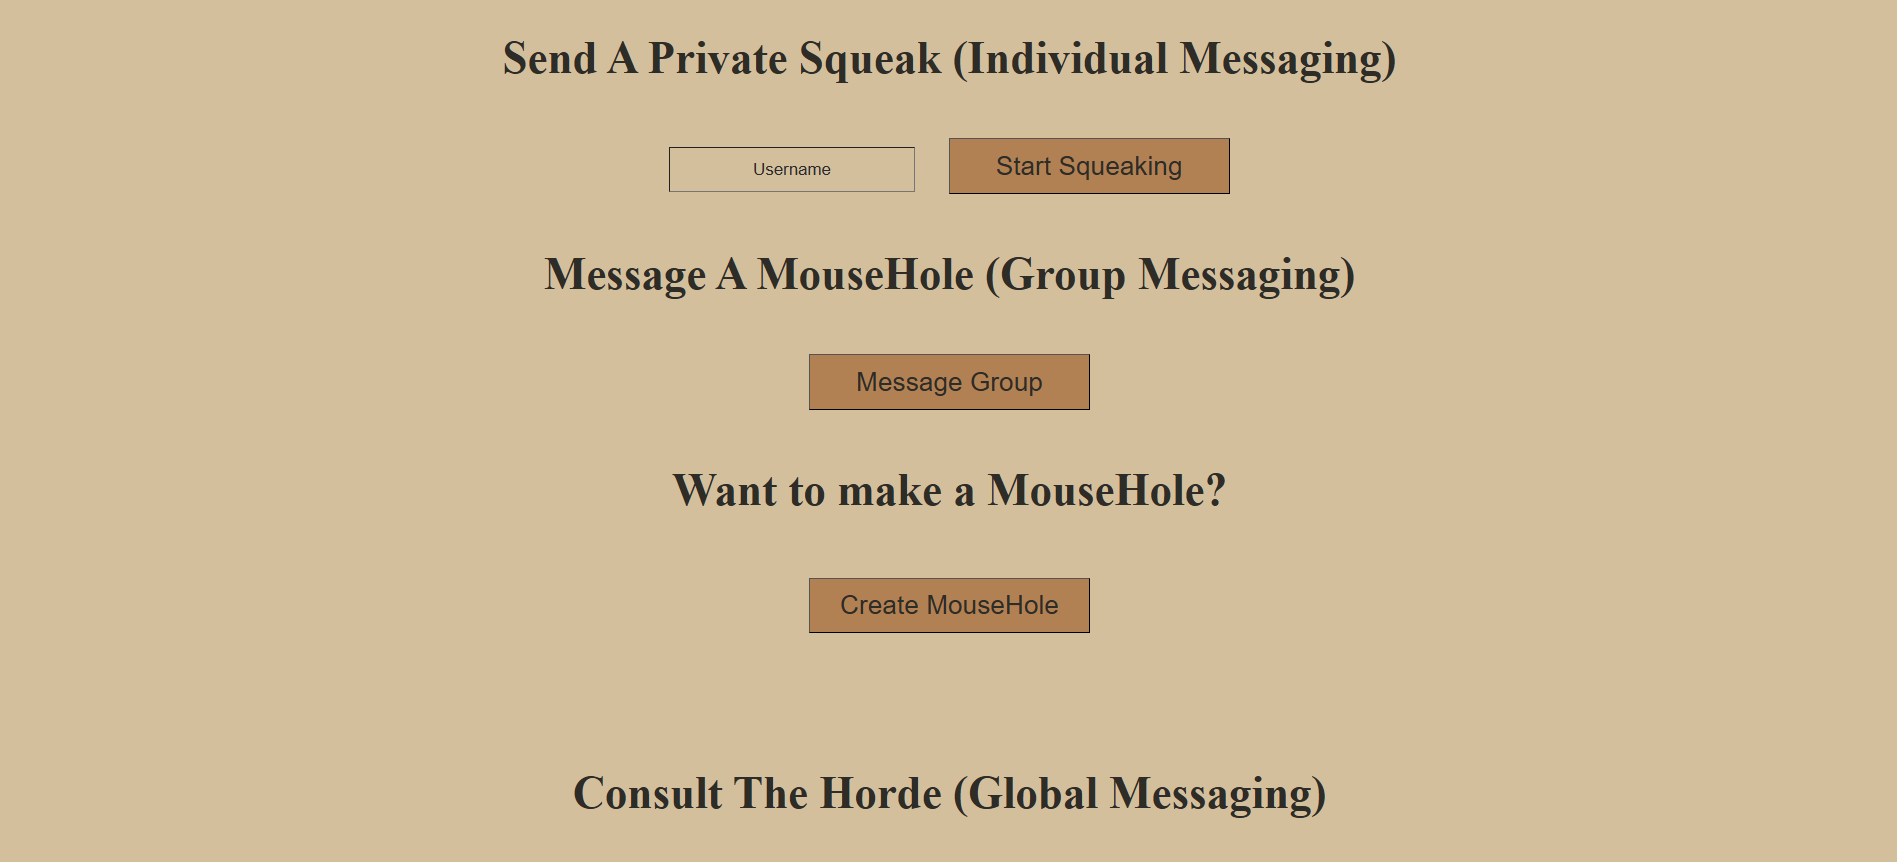 Send A Private Squeak (Individual Messaging)
Username
Start Squeaking
Message A MouseHole (Group Messaging)
Message Group
Want to make a MouseHole?
Create MouseHole
Consult The Horde (Global Messaging)